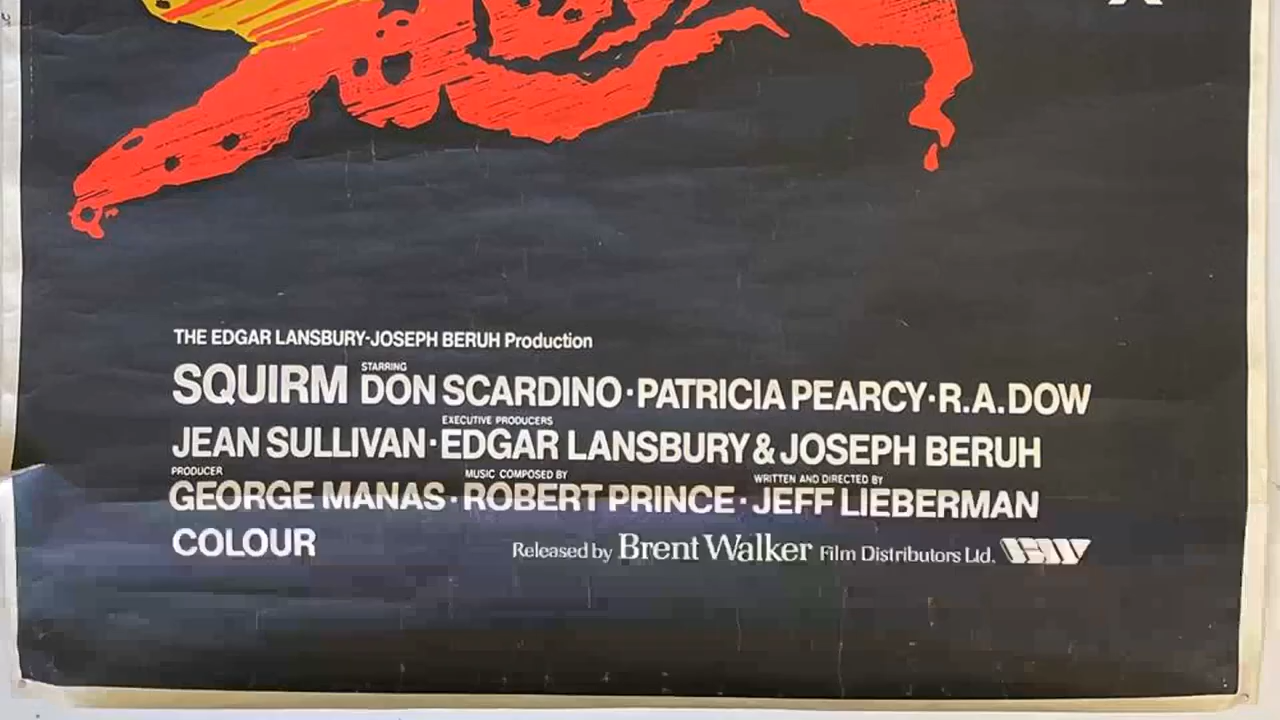 THE EDGAR LANSBURY-JOSEPH BERUH Production
STARRING
SQUIRM DON SCARDINO · PATRICIA PEARCY · R.A. DOW
EXECUTIVE PRODUCERS
JEAN SULLIVAN · EDGAR LANSBURY & JOSEPH BERUH
PRODUCER MUSIC COMPOSED BY WRITTEN AND DIRECTED BY
GEORGE MANAS · ROBERT PRINCE · JEFF LIEBERMAN
COLOUR Released by Brent Walker Film Distributors Ltd. BW